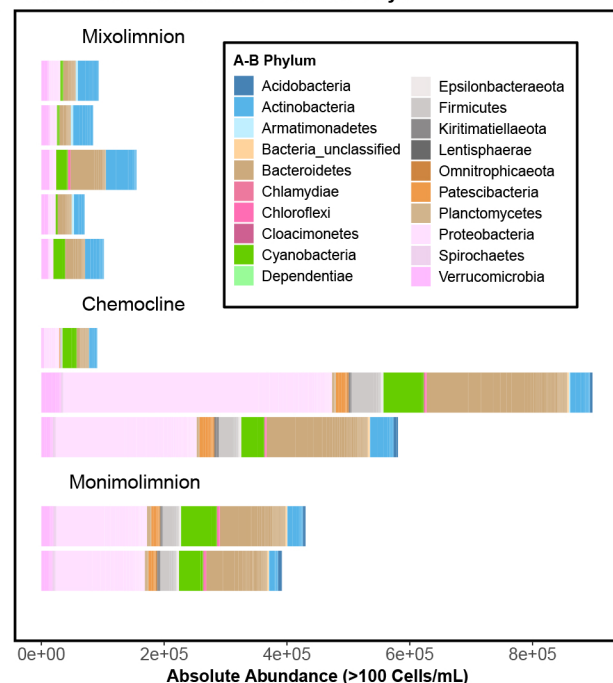 Mixolimnion
A-B Phylum
Acidobacteria
Actinobacteria
Armatimonadetes
Bacteria_unclassified
Bacteroidetes
Chlamydiae
Chloroflexi
Cloacimonetes
Cyanobacteria
Dependentiae
Epsilonbacteraeota
Firmicutes
Kiritimatiellaeota
Lentisphaerae
Omnitrophicaeota
Patescibacteria
Planctomycetes
Proteobacteria
Spirochaetes
Verrucomicrobia
Chemocline
Monimolimnion
0e+00 2e+05 4e+05 6e+05 8e+05
Absolute Abundance (>100 Cells/mL)